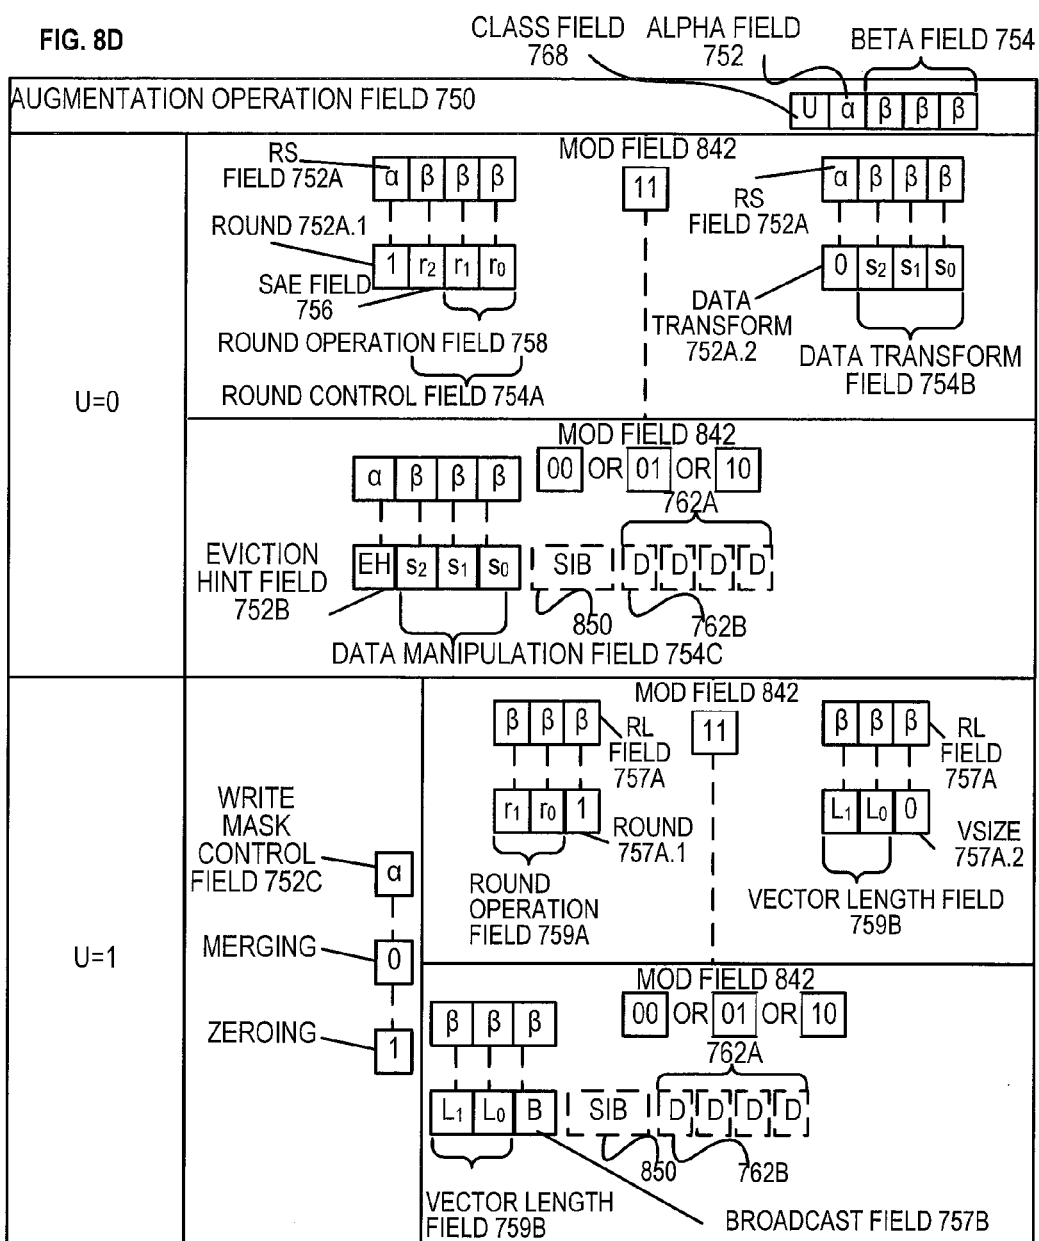 FIG. 8D
CLASS FIELD 768
ALPHA FIELD 752
BETA FIELD 754
AUGMENTATION OPERATION FIELD 750
U α β β β
U=0
MOD FIELD 842
11
RS FIELD 752A
α β β β
ROUND 752A.1
1 r2 r1 r0
SAE FIELD 756
ROUND OPERATION FIELD 758
ROUND CONTROL FIELD 754A
α β β β
RS FIELD 752A
0 s2 s1 s0
DATA TRANSFORM 752A.2
DATA TRANSFORM FIELD 754B
MOD FIELD 842
00 OR 01 OR 10
α β β β
762A
EVICTION HINT FIELD 752B
EH s2 s1 s0 SIB D D D D
850
762B
DATA MANIPULATION FIELD 754C
U=1
WRITE MASK CONTROL FIELD 752C
α
MERGING
0
ZEROING
1
MOD FIELD 842
11
β β β
RL FIELD 757A
r1 r0 1
ROUND 757A.1
ROUND OPERATION FIELD 759A
β β β
RL FIELD 757A
L1 L0 0
VSIZE 757A.2
VECTOR LENGTH FIELD 759B
MOD FIELD 842
00 OR 01 OR 10
β β β
762A
L1 L0 B SIB D D D D
850
762B
VECTOR LENGTH FIELD 759B
BROADCAST FIELD 757B